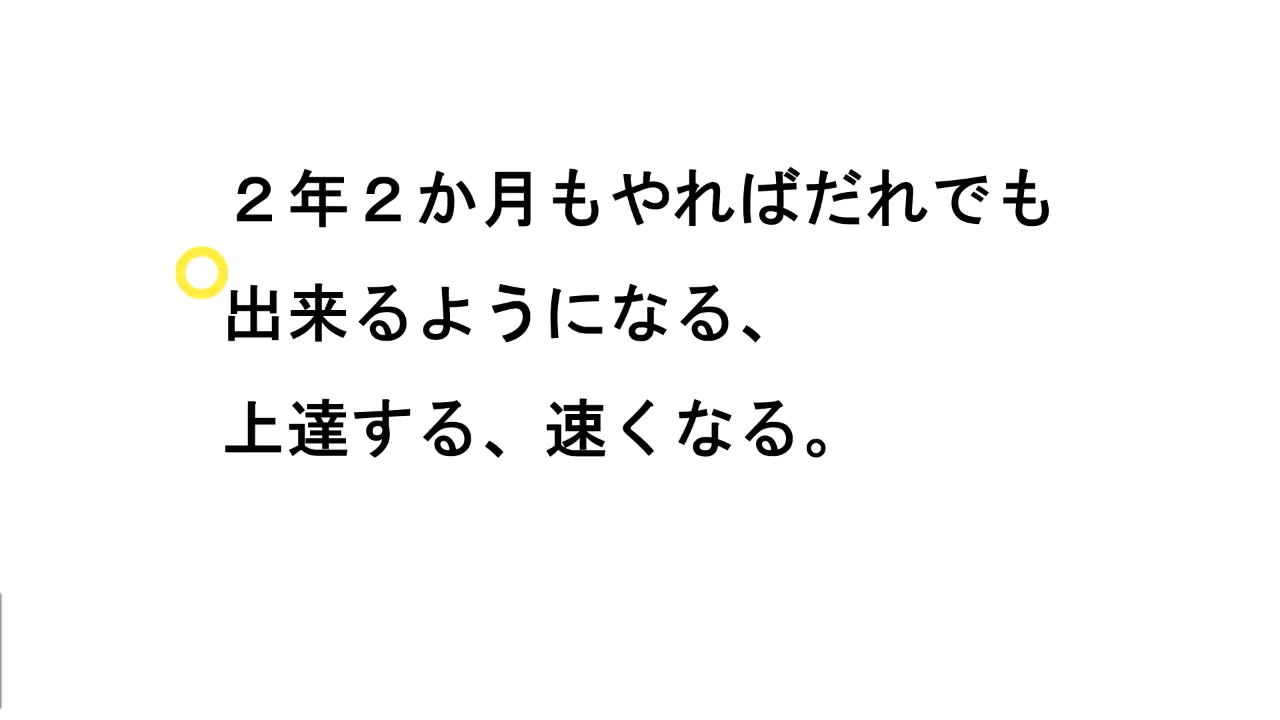 ２年２か月もやればだれでも
出来るようになる、
上達する、速くなる。